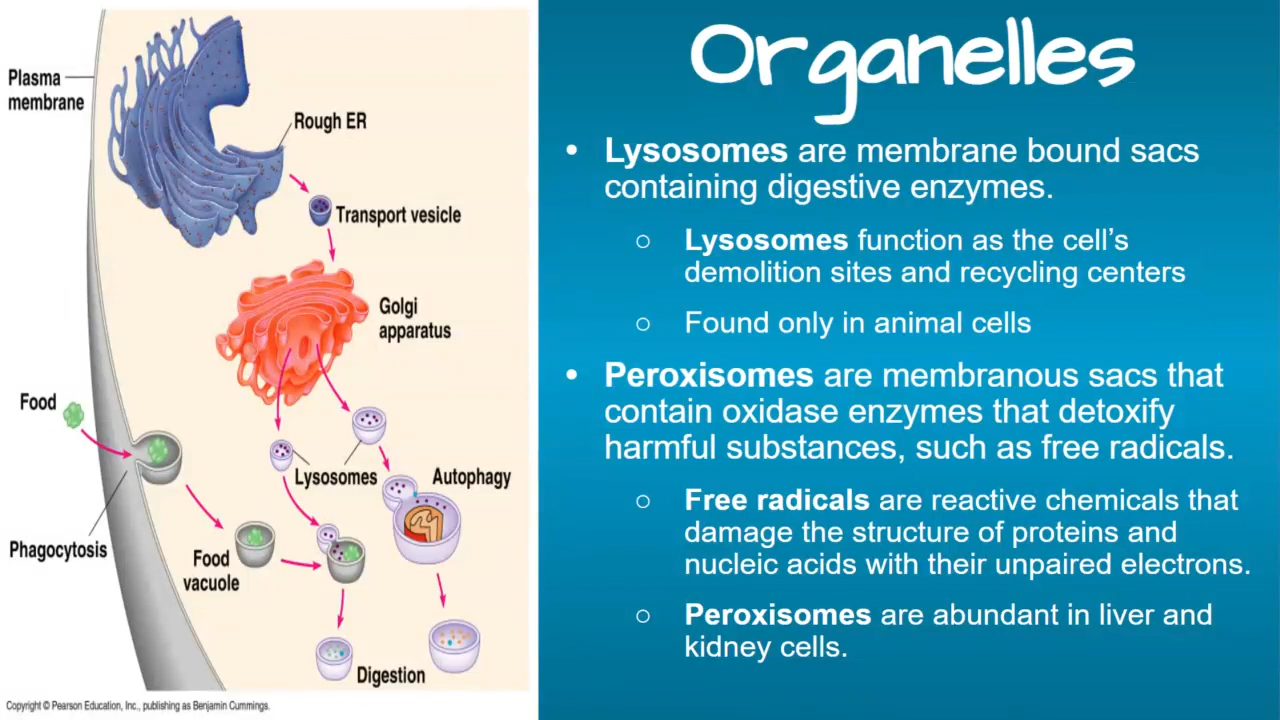 Plasma
membrane
Rough ER
Transport vesicle
Golgi
apparatus
Food
Lysosomes
Autophagy
Phagocytosis
Food
vacuole
Digestion
Copyright © Pearson Education, Inc., publishing as Benjamin Cummings.
Organelles
• Lysosomes are membrane bound sacs
containing digestive enzymes.
○ Lysosomes function as the cell’s
demolition sites and recycling centers
○ Found only in animal cells
• Peroxisomes are membranous sacs that
contain oxidase enzymes that detoxify
harmful substances, such as free radicals.
○ Free radicals are reactive chemicals that
damage the structure of proteins and
nucleic acids with their unpaired electrons.
○ Peroxisomes are abundant in liver and
kidney cells.